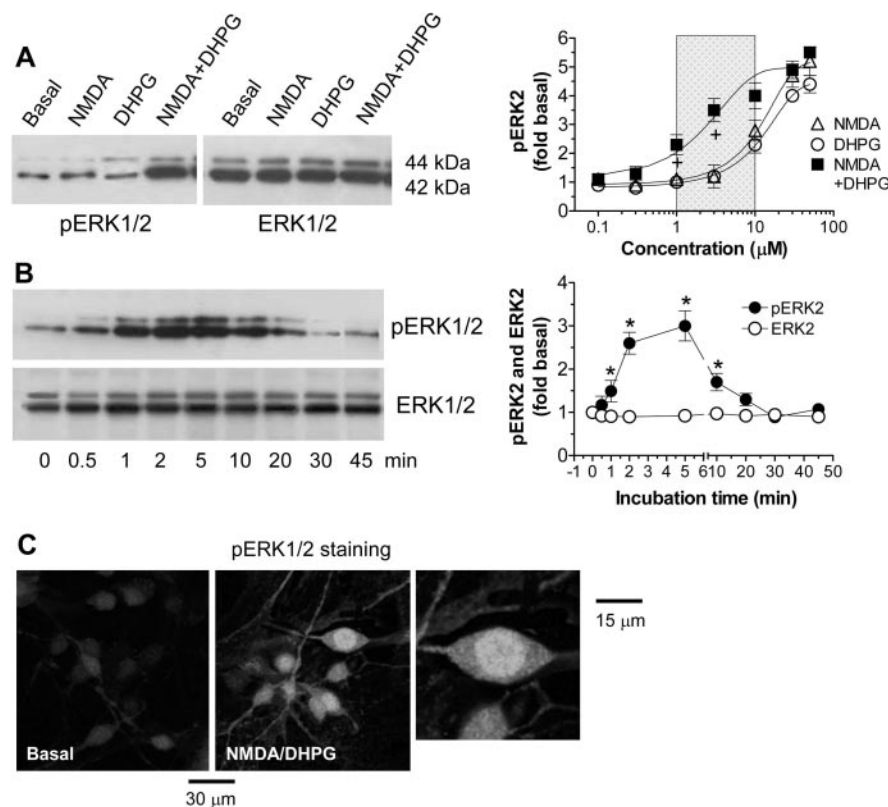 A
Basal
NMDA
DHPG
NMDA+DHPG
Basal
NMDA
DHPG
NMDA+DHPG
44 kDa
42 kDa
pERK1/2
ERK1/2
pERK2
(fold basal)
6
5
4
3
2
1
0
+
+
0.1
1
10
100
Concentration (μM)
NMDA
DHPG
NMDA
+DHPG
B
pERK1/2
ERK1/2
0 0.5 1 2 5 10 20 30 45 min
pERK2 and ERK2
(fold basal)
4
3
2
1
0
* * * *
pERK2
ERK2
-1 0 1 2 3 4 5 6 10 20 30 40 50
Incubation time (min)
C
pERK1/2 staining
Basal
NMDA/DHPG
15 μm
30 μm